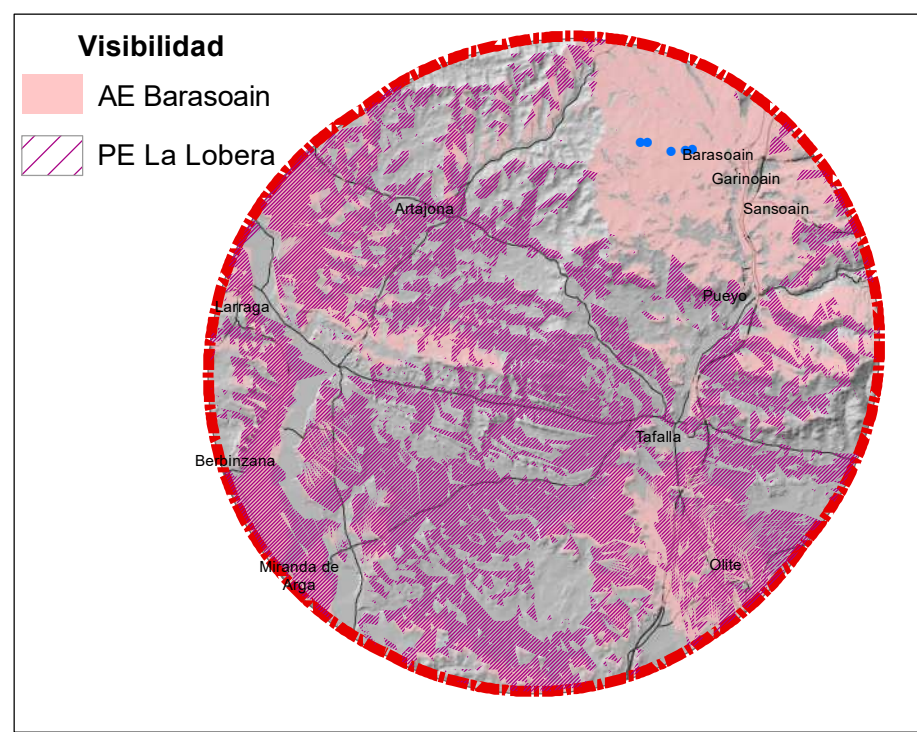 Visibilidad
AE Barasoain
PE La Lobera
Barasoain
Garinoain
Sansoain
Artajona
Pueyo
Larraga
Tafalla
Berbinzana
Olite
Miranda de
Arga